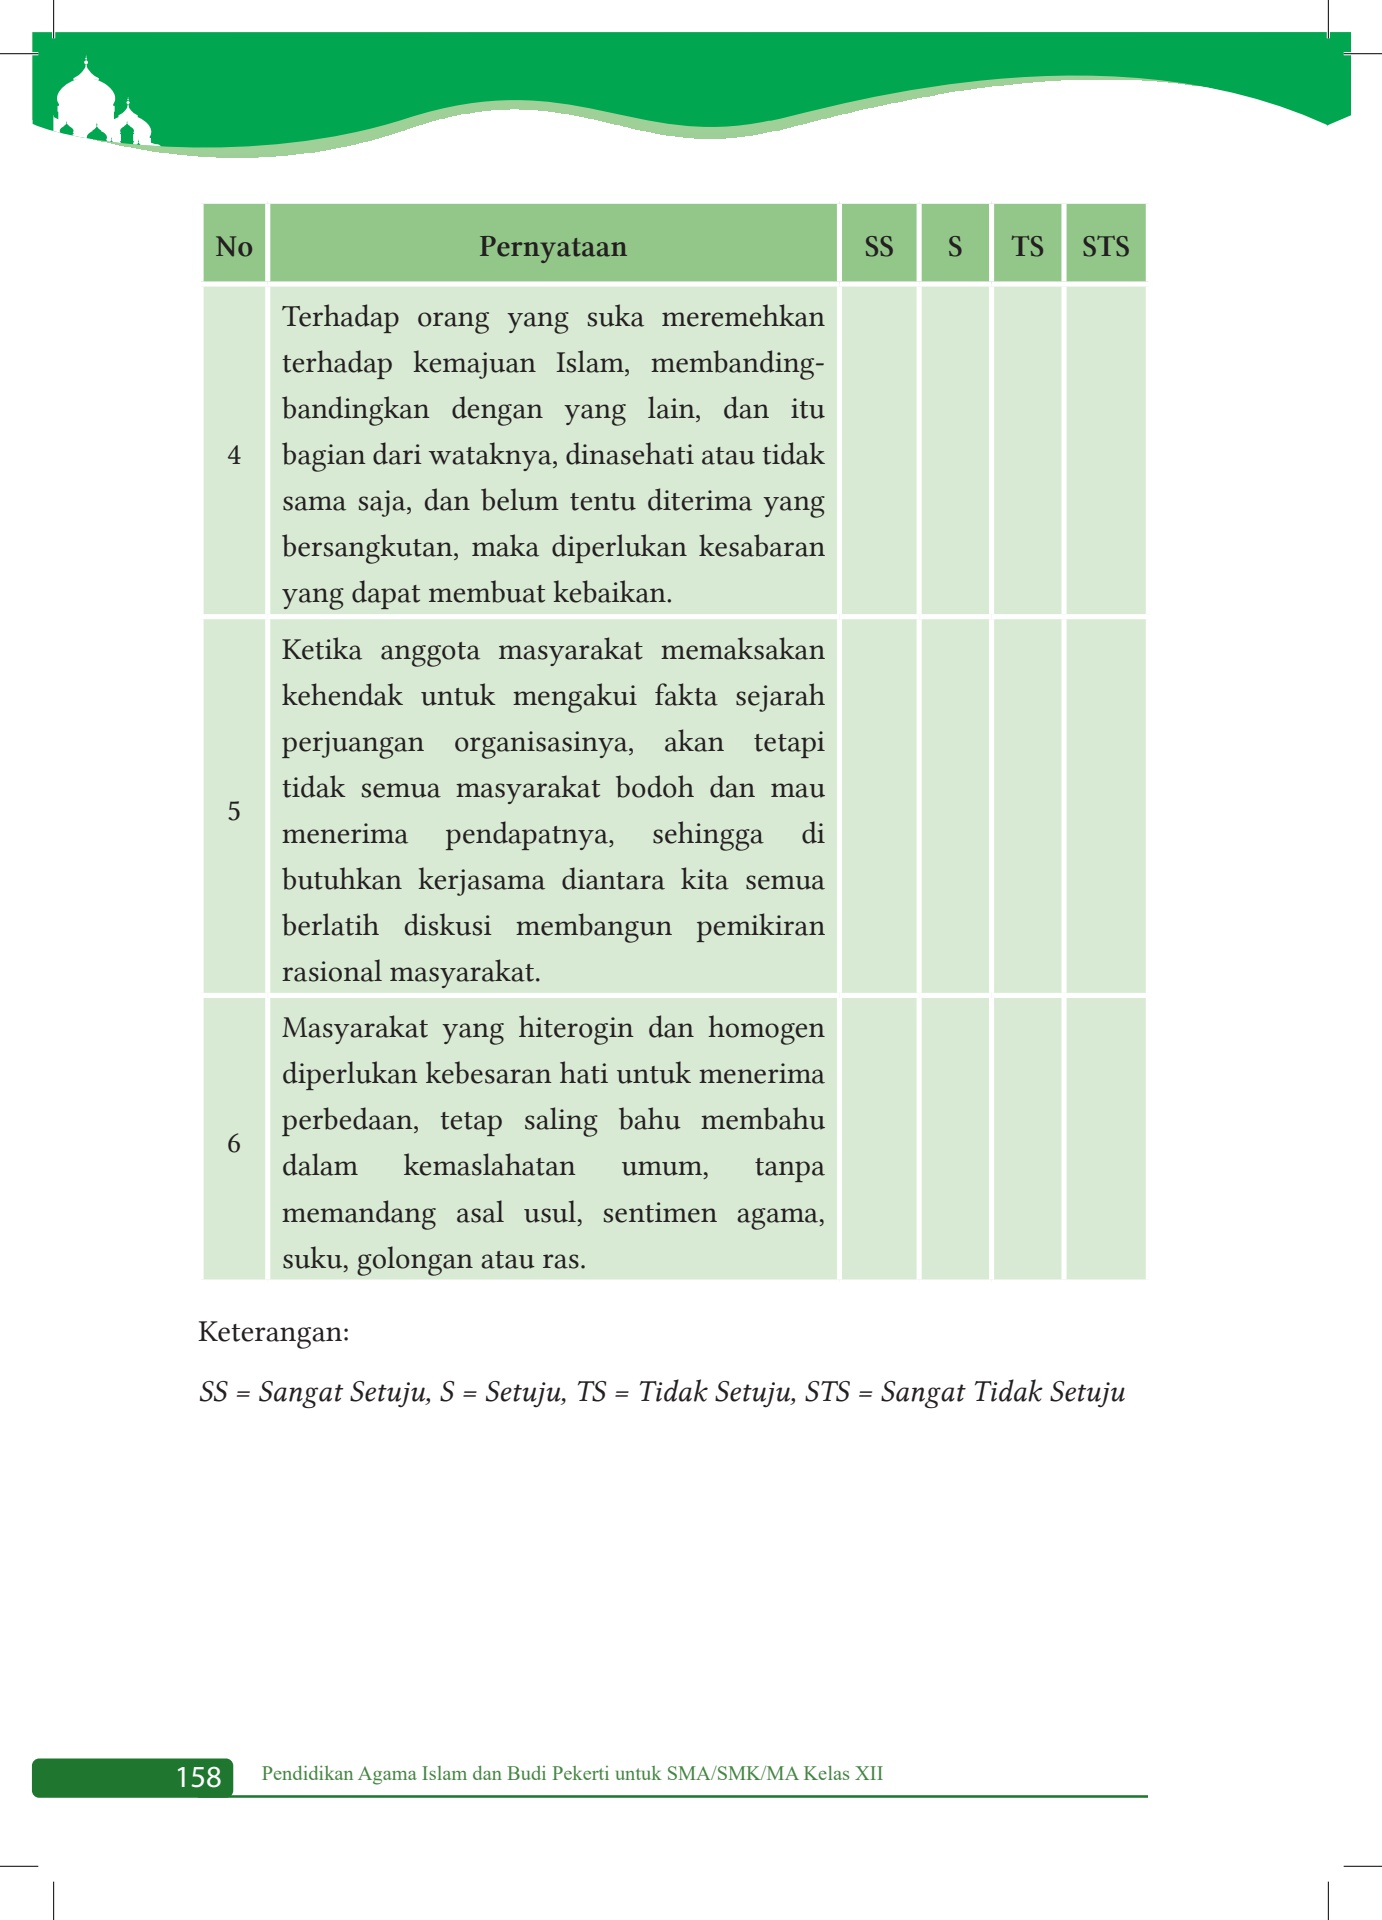 No Pernyataan SS S TS STS
Terhadap orang yang suka meremehkan
terhadap kemajuan Islam, membanding-
bandingkan dengan yang lain, dan itu
4 bagian dari wataknya, dinasehati atau tidak
sama saja, dan belum tentu diterima yang
bersangkutan, maka diperlukan kesabaran
yang dapat membuat kebaikan.
Ketika anggota masyarakat memaksakan
kehendak untuk mengakui fakta sejarah
perjuangan organisasinya, akan tetapi
tidak semua masyarakat bodoh dan mau
5
menerima pendapatnya, sehingga di
butuhkan kerjasama diantara kita semua
berlatih diskusi membangun pemikiran
rasional masyarakat.
Masyarakat yang hiterogin dan homogen
diperlukan kebesaran hati untuk menerima
perbedaan, tetap saling bahu membahu
6
dalam kemaslahatan umum, tanpa
memandang asal usul, sentimen agama,
suku, golongan atau ras.
Keterangan:
SS = Sangat Setuju, S = Setuju, TS = Tidak Setuju, STS = Sangat Tidak Setuju
158 Pendidikan Agama Islam dan Budi Pekerti untuk SMA/SMK/MA Kelas XII